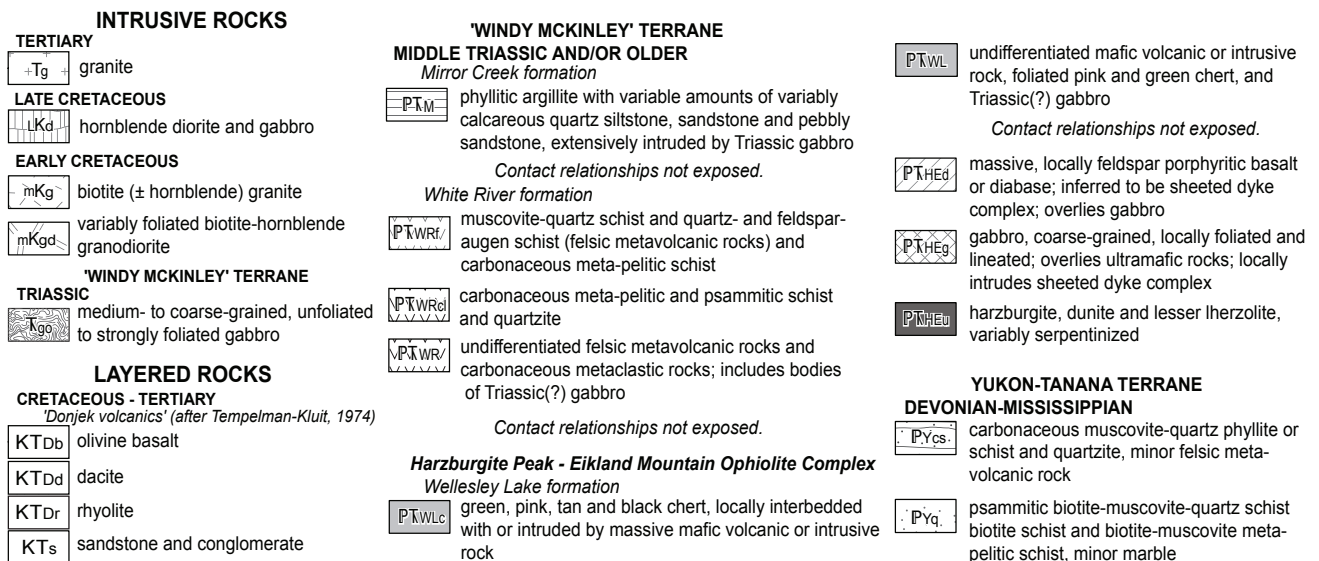 INTRUSIVE ROCKS
TERTIARY
Tg granite
LATE CRETACEOUS
LKd hornblende diorite and gabbro
EARLY CRETACEOUS
mKg biotite (± hornblende) granite
mKgd variably foliated biotite-hornblende
granodiorite
'WINDY MCKINLEY' TERRANE
TRIASSIC
Ꞟgo medium- to coarse-grained, unfoliated
to strongly foliated gabbro
LAYERED ROCKS
CRETACEOUS - TERTIARY
'Donjek volcanics' (after Tempelman-Kluit, 1974)
KTDb olivine basalt
KTDd dacite
KTDr rhyolite
KTs sandstone and conglomerate
'WINDY MCKINLEY' TERRANE
MIDDLE TRIASSIC AND/OR OLDER
Mirror Creek formation
PTM phyllitic argillite with variable amounts of variably
calcareous quartz siltstone, sandstone and pebbly
sandstone, extensively intruded by Triassic gabbro
Contact relationships not exposed.
White River formation
PTWRf muscovite-quartz schist and quartz- and feldspar-
augen schist (felsic metavolcanic rocks) and
carbonaceous meta-pelitic schist
PTWRcl carbonaceous meta-pelitic and psammitic schist
and quartzite
PTWR undifferentiated felsic metavolcanic rocks and
carbonaceous metaclastic rocks; includes bodies
of Triassic(?) gabbro
Contact relationships not exposed.
Harzburgite Peak - Eikland Mountain Ophiolite Complex
Wellesley Lake formation
PTWLc green, pink, tan and black chert, locally interbedded
with or intruded by massive mafic volcanic or intrusive
rock
PTWL undifferentiated mafic volcanic or intrusive
rock, foliated pink and green chert, and
Triassic(?) gabbro
Contact relationships not exposed.
PTHEd massive, locally feldspar porphyritic basalt
or diabase; inferred to be sheeted dyke
complex; overlies gabbro
PTHEg gabbro, coarse-grained, locally foliated and
lineated; overlies ultramafic rocks; locally
intrudes sheeted dyke complex
PTHEu harzburgite, dunite and lesser lherzolite,
variably serpentinized
YUKON-TANANA TERRANE
DEVONIAN-MISSISSIPPIAN
PYcs carbonaceous muscovite-quartz phyllite or
schist and quartzite, minor felsic meta-
volcanic rock
PYq psammitic biotite-muscovite-quartz schist
biotite schist and biotite-muscovite meta-
pelitic schist, minor marble